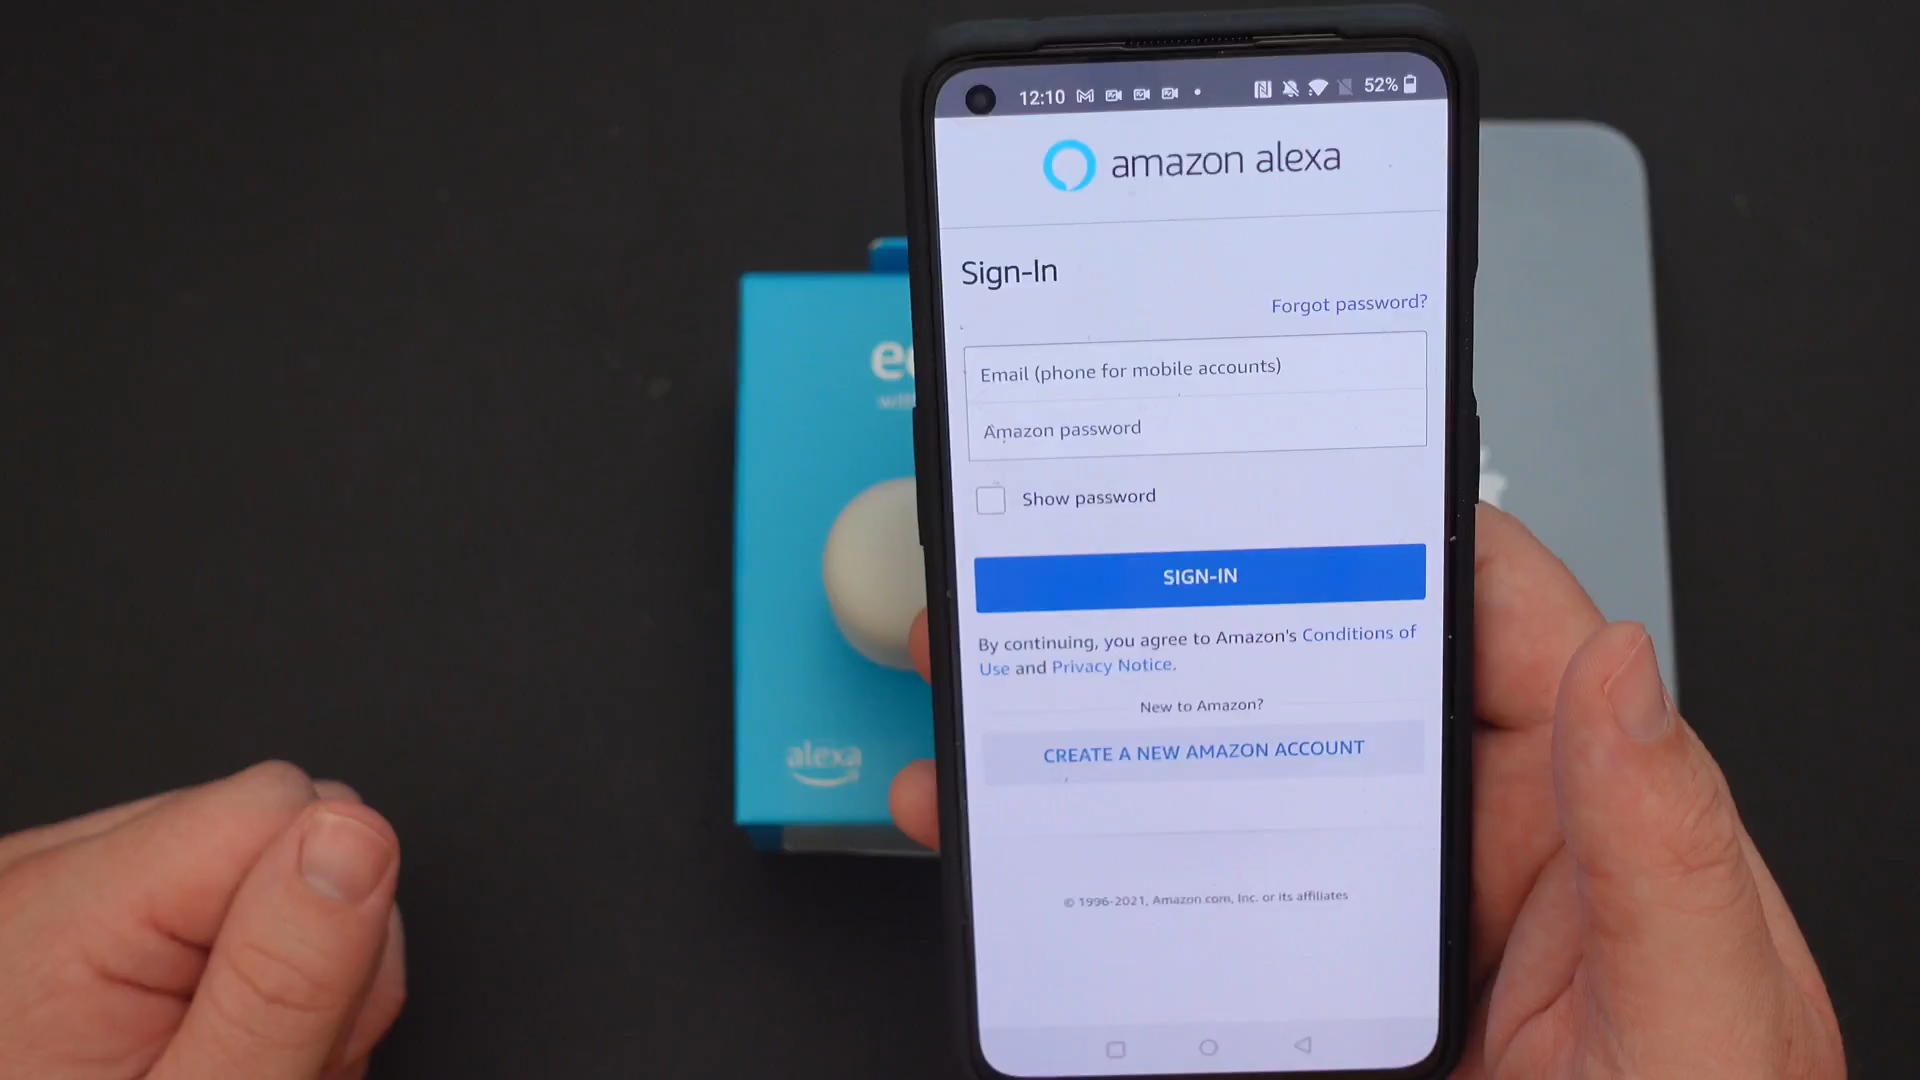 12:10
52%
amazon alexa
Sign-In
Forgot password?
Email (phone for mobile accounts)
Amazon password
Show password
SIGN-IN
By continuing, you agree to Amazon's Conditions of
Use and Privacy Notice.
New to Amazon?
CREATE A NEW AMAZON ACCOUNT
© 1996-2021, Amazon.com, Inc. or its affiliates
alexa